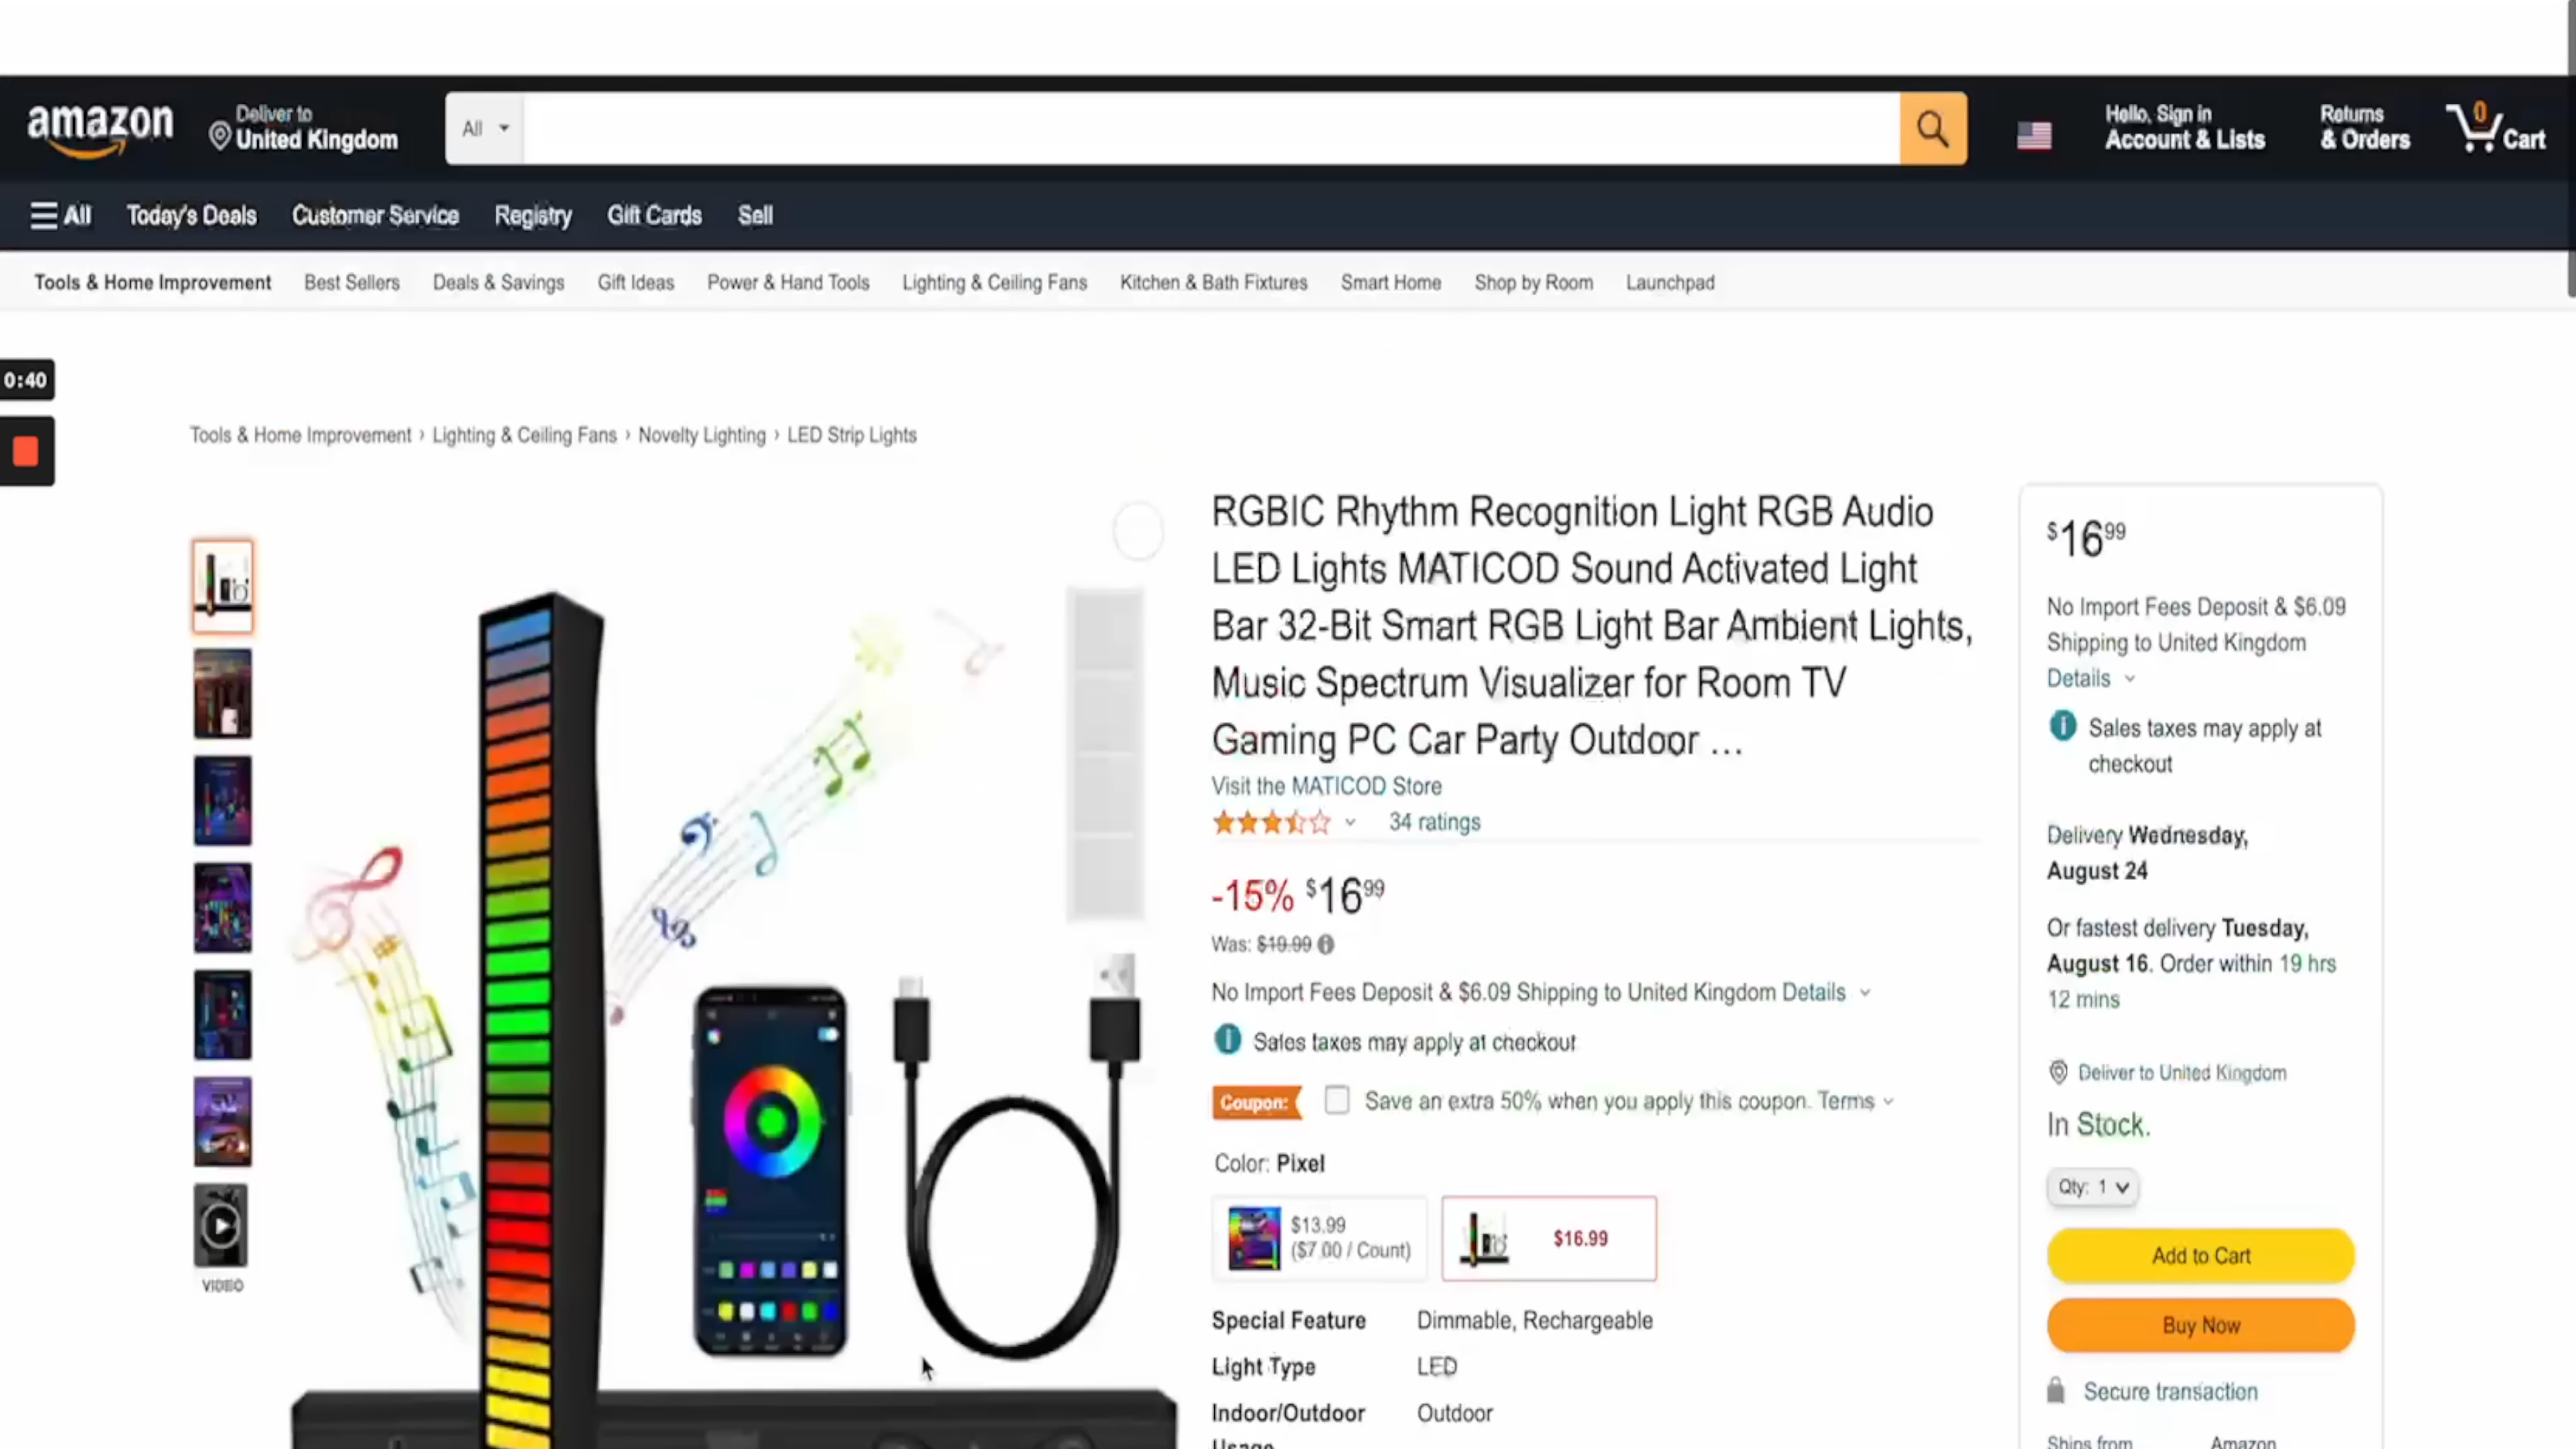 amazon
Deliver to
United Kingdom
All
Hello, Sign in
Account & Lists
Returns
& Orders
0
Cart
All
Today's Deals
Customer Service
Registry
Gift Cards
Sell
Tools & Home Improvement
Best Sellers
Deals & Savings
Gift Ideas
Power & Hand Tools
Lighting & Ceiling Fans
Kitchen & Bath Fixtures
Smart Home
Shop by Room
Launchpad
0:40
Tools & Home Improvement › Lighting & Ceiling Fans › Novelty Lighting › LED Strip Lights
VIDEO
RGBIC Rhythm Recognition Light RGB Audio
LED Lights MATICOD Sound Activated Light
Bar 32-Bit Smart RGB Light Bar Ambient Lights,
Music Spectrum Visualizer for Room TV
Gaming PC Car Party Outdoor ...
Visit the MATICOD Store
34 ratings
-15% $16.99
Was: $19.99
No Import Fees Deposit & $6.09 Shipping to United Kingdom Details
Sales taxes may apply at checkout
Coupon: Save an extra 50% when you apply this coupon. Terms
Color: Pixel
$13.99
($7.00 / Count)
$16.99
Special Feature Dimmable, Rechargeable
Light Type LED
Indoor/Outdoor Outdoor
Usage
$16.99
No Import Fees Deposit & $6.09
Shipping to United Kingdom
Details
Sales taxes may apply at
checkout
Delivery Wednesday,
August 24
Or fastest delivery Tuesday,
August 16. Order within 19 hrs
12 mins
Deliver to United Kingdom
In Stock.
Qty: 1
Add to Cart
Buy Now
Secure transaction
Ships from Amazon